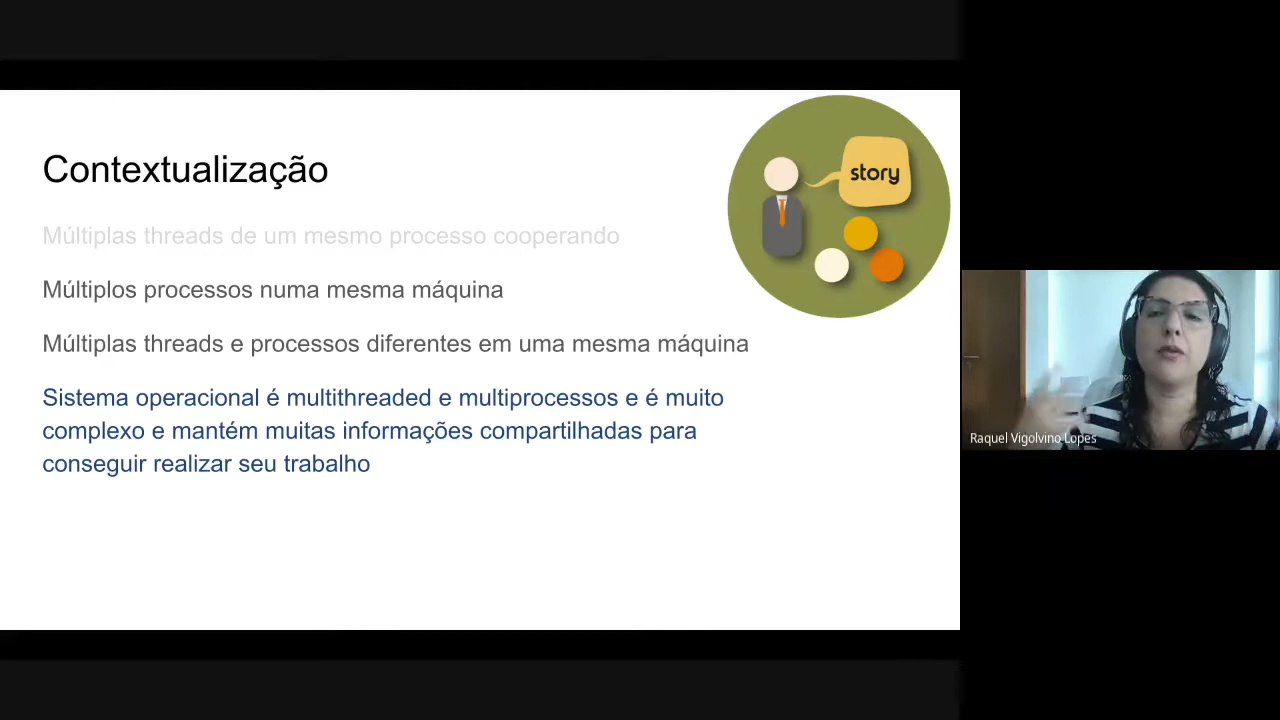 Contextualização
story
Múltiplas threads de um mesmo processo cooperando
Múltiplos processos numa mesma máquina
Múltiplas threads e processos diferentes em uma mesma máquina
Sistema operacional é multithreaded e multiprocessos e é muito
complexo e mantém muitas informações compartilhadas para
conseguir realizar seu trabalho
Raquel Vigolvino Lopes